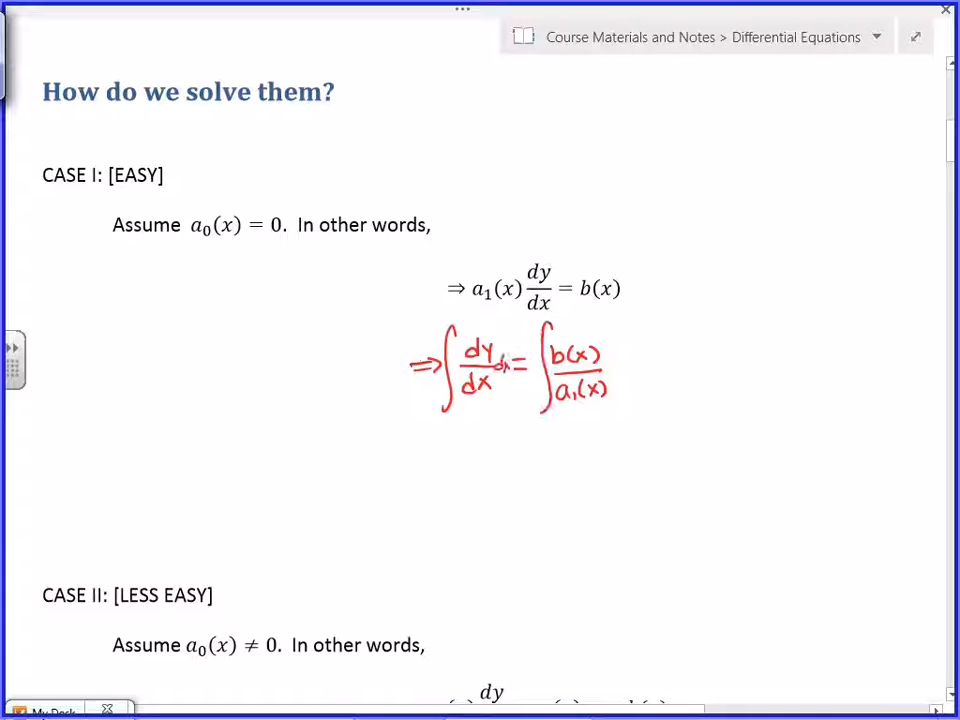 Course Materials and Notes > Differential Equations
How do we solve them?
CASE I: [EASY]
Assume a₀(x) = 0. In other words,
⇒ a₁(x) dy/dx = b(x)
⇒ ∫ dy/dx dx = ∫ b(x)/a₁(x)
CASE II: [LESS EASY]
Assume a₀(x) ≠ 0. In other words,
dy
My Desk